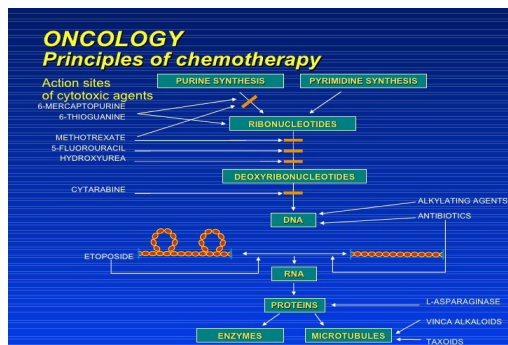 ONCOLOGY
Principles of chemotherapy
Action sites
of cytotoxic agents
PURINE SYNTHESIS
PYRIMIDINE SYNTHESIS
6-MERCAPTOPURINE
6-THIOGUANINE
RIBONUCLEOTIDES
METHOTREXATE
5-FLUOROURACIL
HYDROXYUREA
DEOXYRIBONUCLEOTIDES
CYTARABINE
ALKYLATING AGENTS
DNA
ANTIBIOTICS
ETOPOSIDE
RNA
PROTEINS
L-ASPARAGINASE
VINCA ALKALOIDS
ENZYMES
MICROTUBULES
TAXOIDS